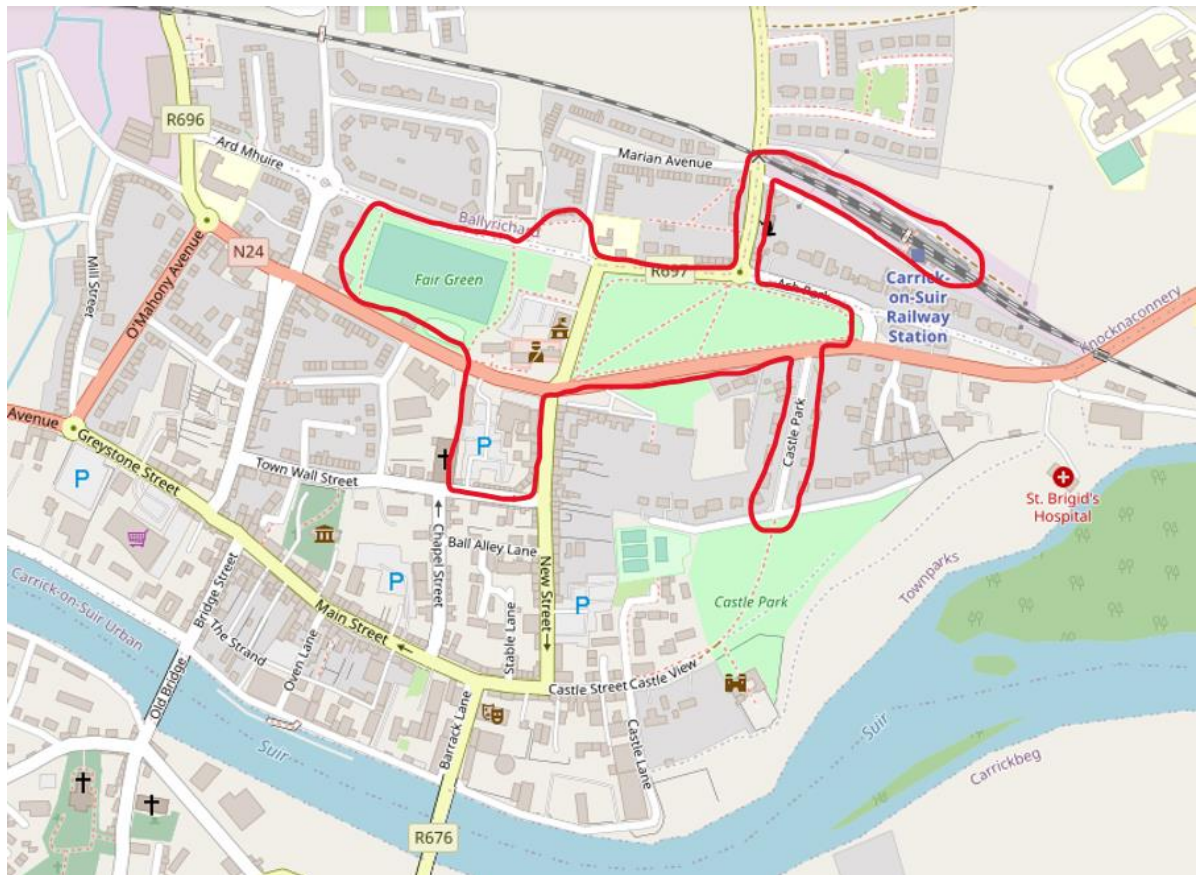 R696
Ard Mhuire
Marian Avenue
Ballyrichard
N24
Fair Green
R697
Ash Park
Carrick-
on-Suir
Railway
Station
Knocknaconnery
Mill Street
O'Mahony Avenue
Avenue
Greystone Street
P
P
Town Wall Street
Castle Park
St. Brigid's
Hospital
Chapel Street
Ball Alley Lane
New Street
P
P
Bridge Street
Main Street
Stable Lane
Castle Park
Townparks
Carrick-on-Suir Urban
The Strand
Oven Lane
Castle Street
Castle View
Old Bridge
Suir
Barrack Lane
Castle Lane
Suir
Carrickbeg
R676